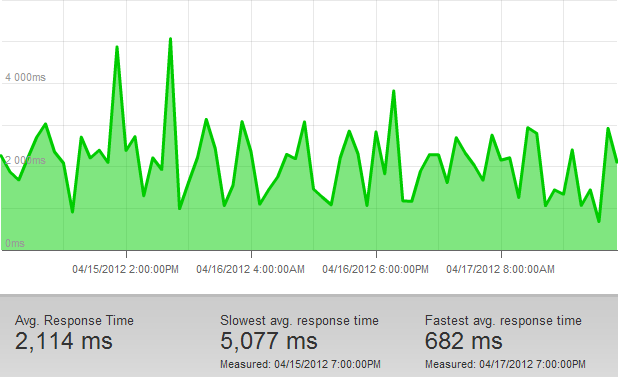 4 000ms
2 000ms
0ms
04/15/2012 2:00:00PM 04/16/2012 4:00:00AM 04/16/2012 6:00:00PM 04/17/2012 8:00:00AM
Avg. Response Time Slowest avg. response time Fastest avg. response time
2,114 ms 5,077 ms 682 ms
Measured: 04/15/2012 7:00:00PM Measured: 04/17/2012 7:00:00PM